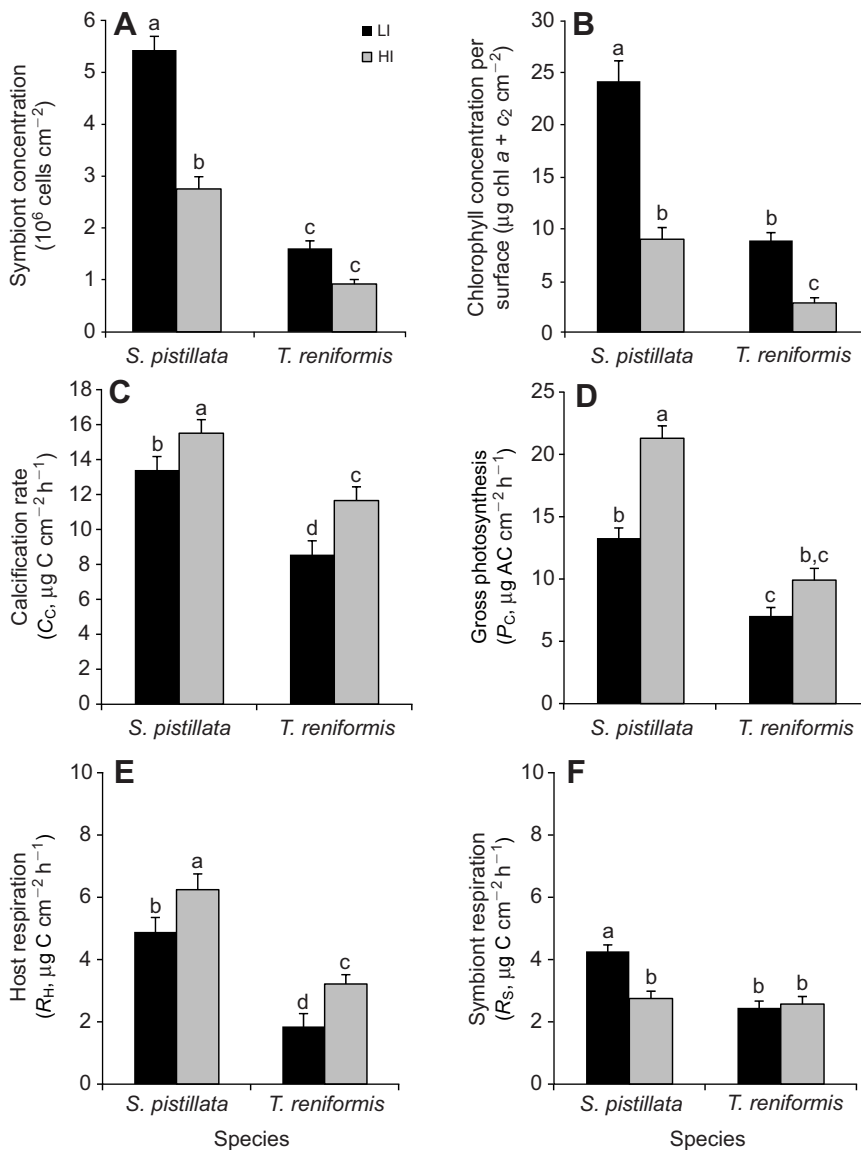 A
LI
HI
Symbiont concentration
(10⁶ cells cm⁻²)
6
5
4
3
2
1
0
a
b
c
c
S. pistillata
T. reniformis
B
Chlorophyll concentration per
surface (µg chl a + c₂ cm⁻²)
30
25
20
15
10
5
0
a
b
b
c
S. pistillata
T. reniformis
C
Calcification rate
(C_C, µg C cm⁻² h⁻¹)
18
16
14
12
10
8
6
4
2
0
b
a
d
c
S. pistillata
T. reniformis
D
Gross photosynthesis
(P_C, µg AC cm⁻² h⁻¹)
25
20
15
10
5
0
b
a
c
b,c
S. pistillata
T. reniformis
E
Host respiration
(R_H, µg C cm⁻² h⁻¹)
10
8
6
4
2
0
b
a
d
c
S. pistillata
T. reniformis
Species
F
Symbiont respiration
(R_S, µg C cm⁻² h⁻¹)
10
8
6
4
2
0
a
b
b
b
S. pistillata
T. reniformis
Species